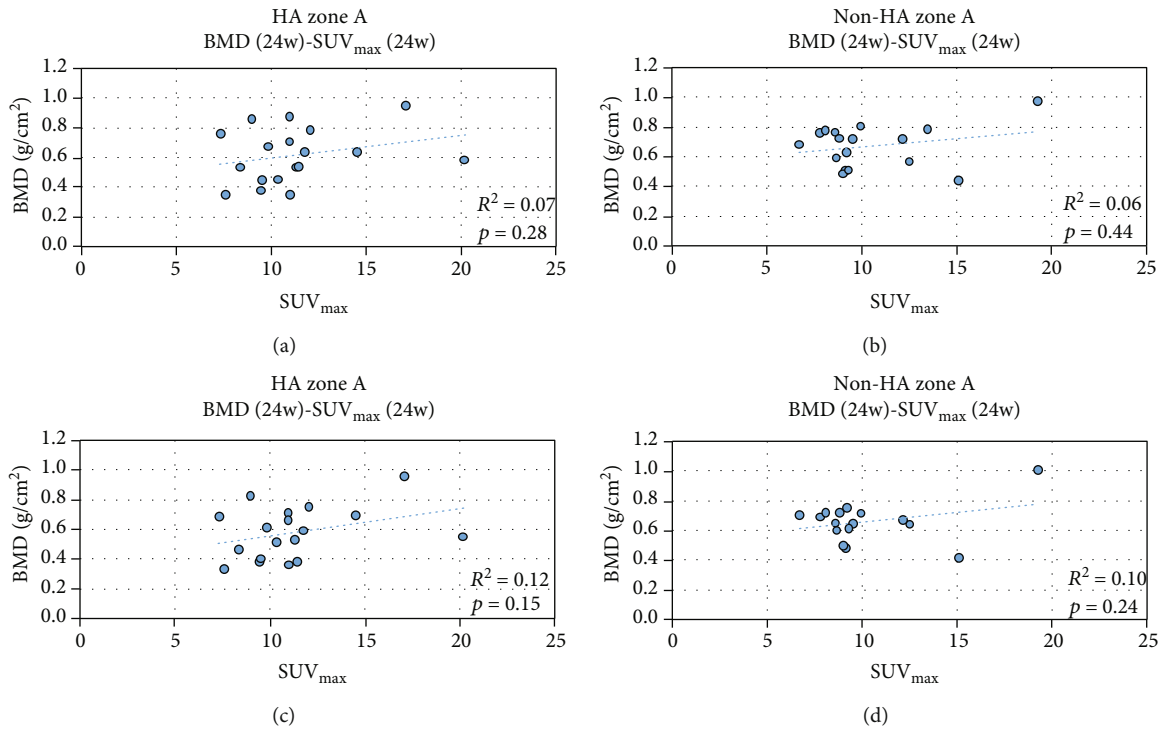 HA zone A
BMD (24w)-SUVmax (24w)
BMD (g/cm²)
1.2
1.0
0.8
0.6
0.4
0.2
0.0
R² = 0.07
p = 0.28
0 5 10 15 20 25
SUVmax
(a)
Non-HA zone A
BMD (24w)-SUVmax (24w)
BMD (g/cm²)
1.2
1.0
0.8
0.6
0.4
0.2
0.0
R² = 0.06
p = 0.44
0 5 10 15 20 25
SUVmax
(b)
HA zone A
BMD (24w)-SUVmax (24w)
BMD (g/cm²)
1.2
1.0
0.8
0.6
0.4
0.2
0.0
R² = 0.12
p = 0.15
0 5 10 15 20 25
SUVmax
(c)
Non-HA zone A
BMD (24w)-SUVmax (24w)
BMD (g/cm²)
1.2
1.0
0.8
0.6
0.4
0.2
0.0
R² = 0.10
p = 0.24
0 5 10 15 20 25
SUVmax
(d)